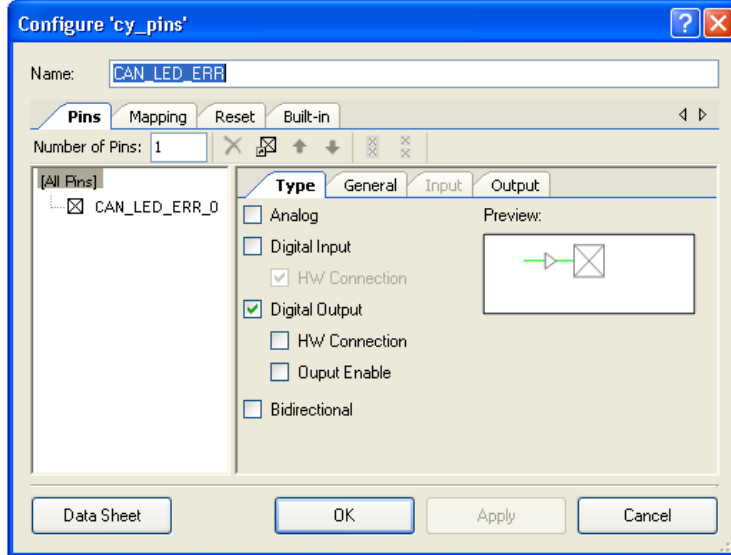 Configure 'cy_pins'
Name: CAN_LED_ERR
Pins Mapping Reset Built-in
Number of Pins: 1
[All Pins]
CAN_LED_ERR_0
Type General Input Output
Analog
Preview:
Digital Input
HW Connection
Digital Output
HW Connection
Ouput Enable
Bidirectional
Data Sheet OK Apply Cancel